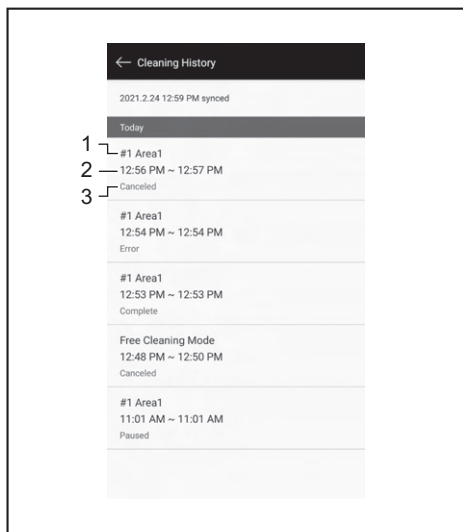 ← Cleaning History
2021.2.24 12:59 PM synced
Today
1
#1 Area1
2
12:56 PM ~ 12:57 PM
3
Canceled
#1 Area1
12:54 PM ~ 12:54 PM
Error
#1 Area1
12:53 PM ~ 12:53 PM
Complete
Free Cleaning Mode
12:48 PM ~ 12:50 PM
Canceled
#1 Area1
11:01 AM ~ 11:01 AM
Paused